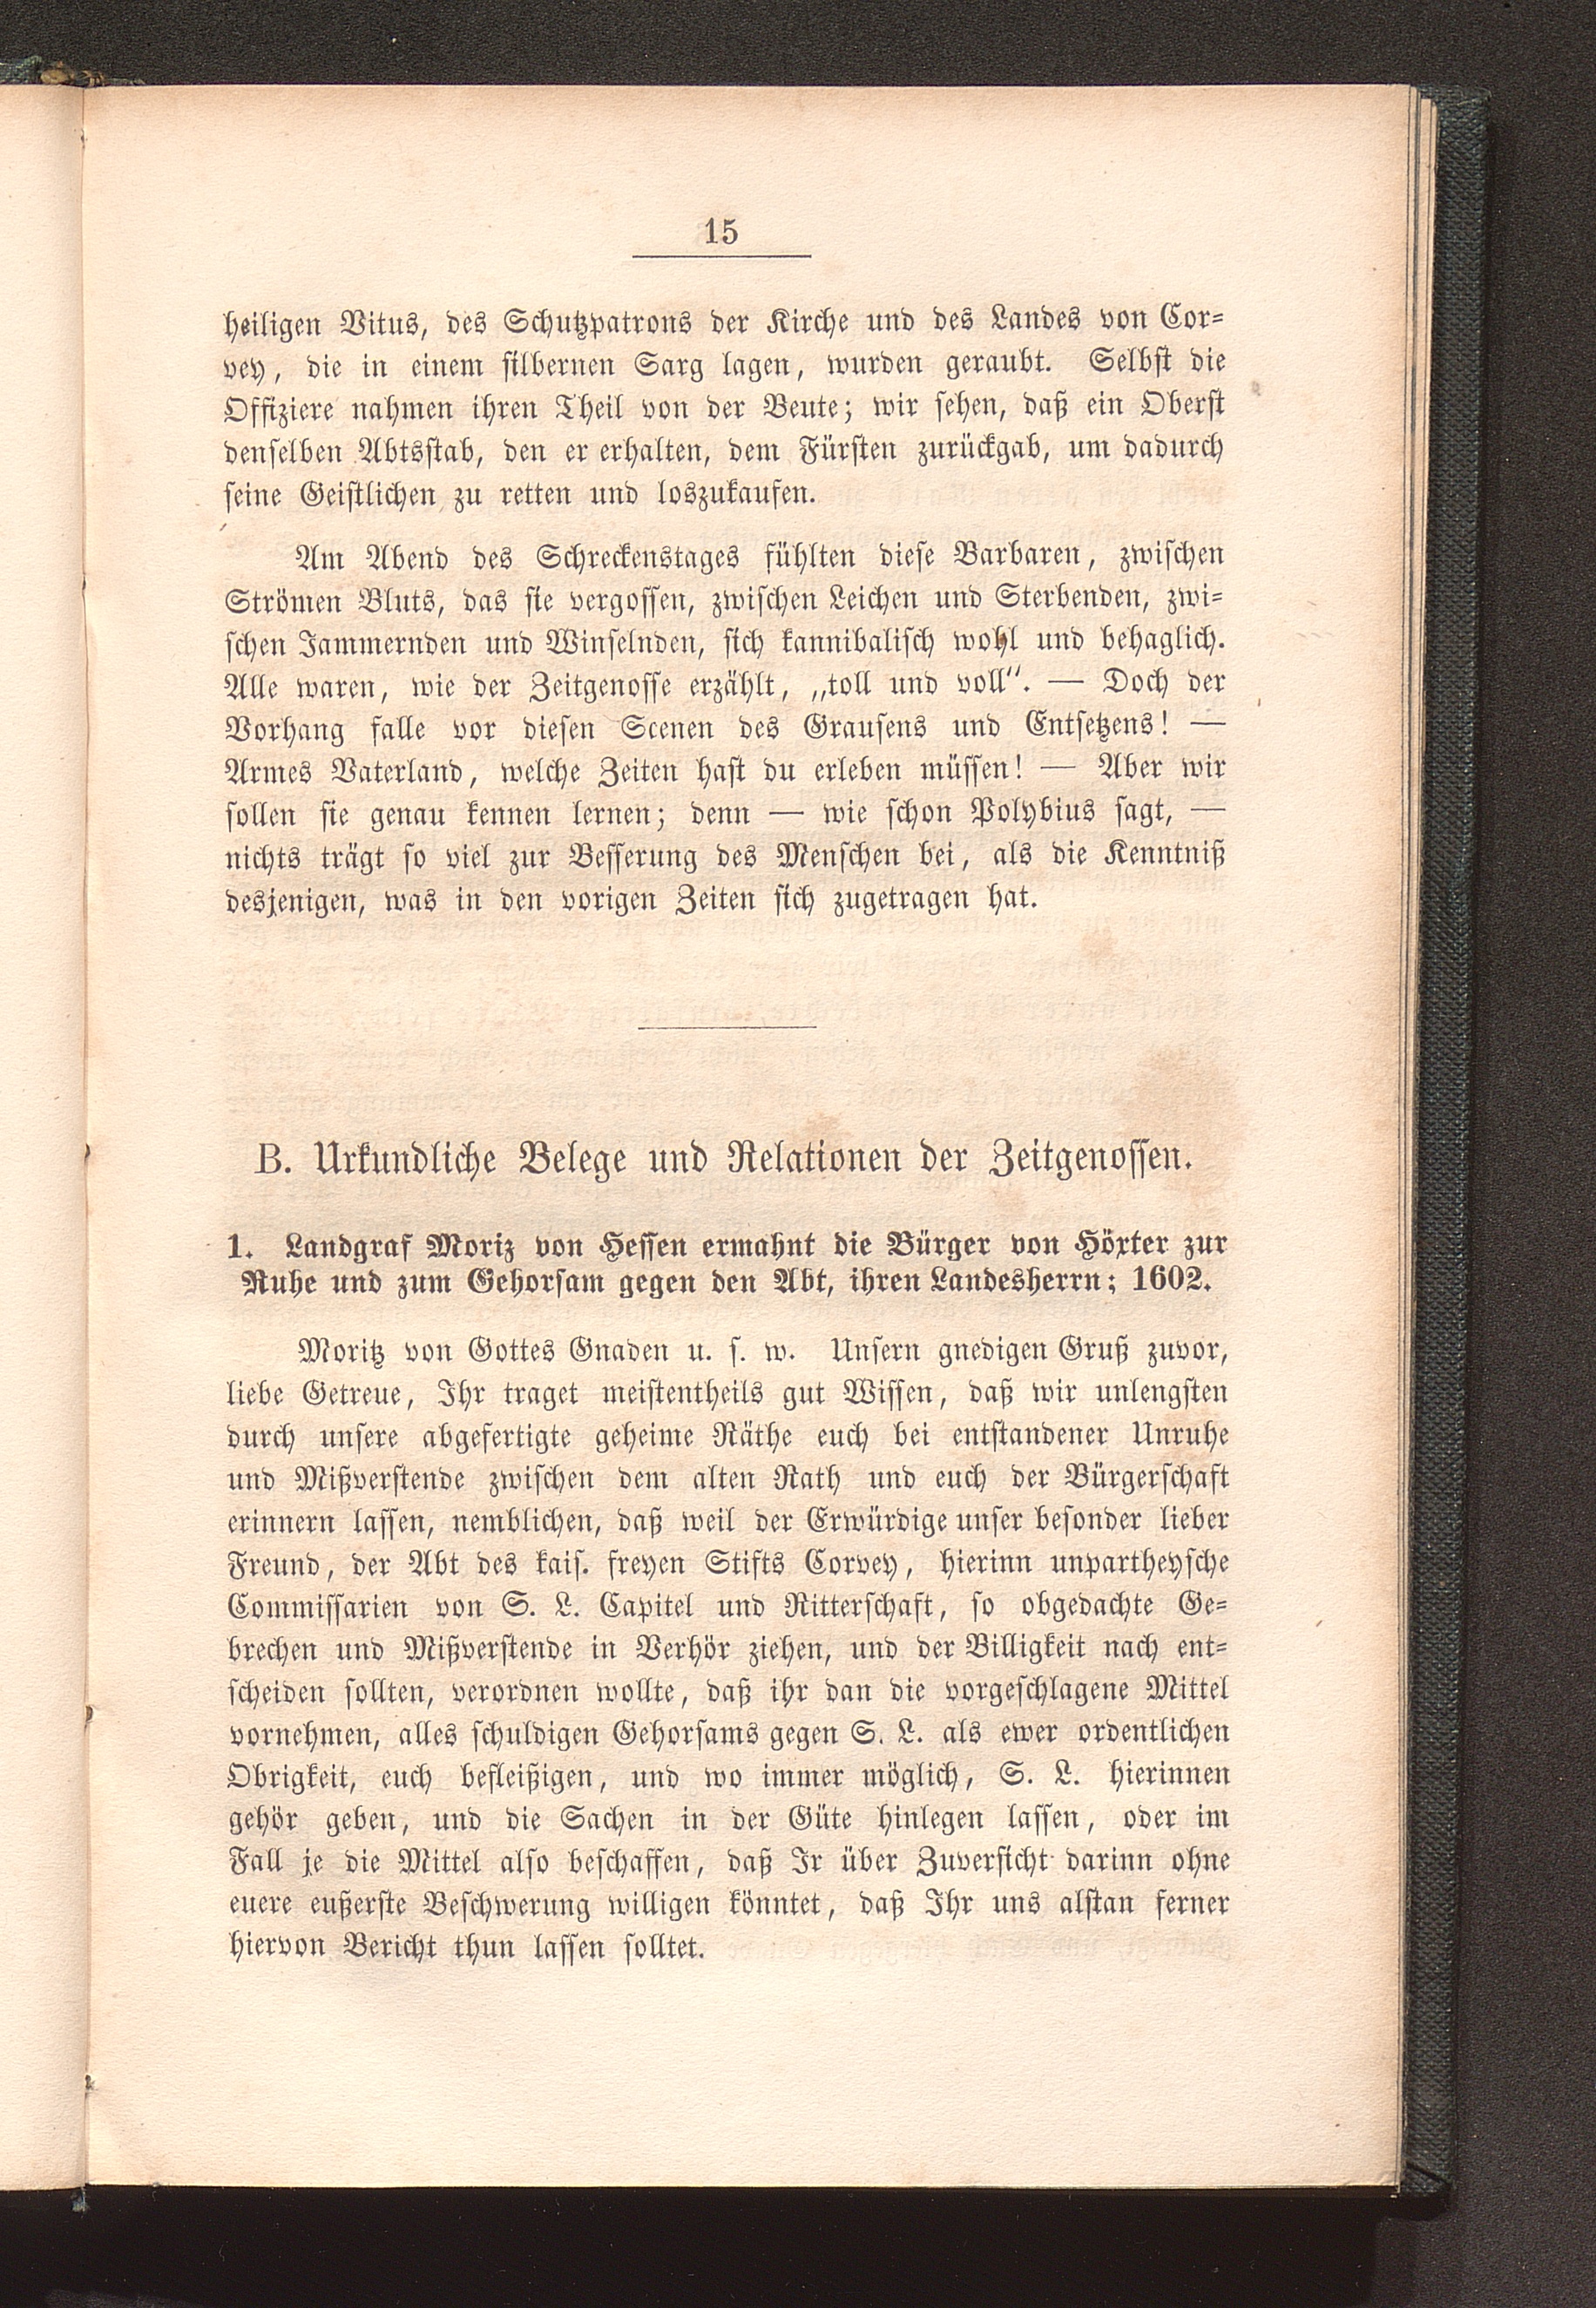 15
heiligen Vitus, des Schutzpatrons der Kirche und des Landes von Cor-
vey, die in einem silbernen Sarg lagen, wurden geraubt. Selbst die
Offiziere nahmen ihren Theil von der Beute; wir sehen, daß ein Oberst
denselben Abtsstab, den er erhalten, dem Fürsten zurückgab, um dadurch
seine Geistlichen zu retten und loszukaufen.
Am Abend des Schreckenstages fühlten diese Barbaren, zwischen
Strömen Bluts, das sie vergossen, zwischen Leichen und Sterbenden, zwi-
schen Jammernden und Winselnden, sich kannibalisch wohl und behaglich.
Alle waren, wie der Zeitgenosse erzählt, „toll und voll“. — Doch der
Vorhang falle vor diesen Scenen des Grausens und Entsetzens! —
Armes Vaterland, welche Zeiten hast du erleben müssen! — Aber wir
sollen sie genau kennen lernen; denn — wie schon Polybius sagt, —
nichts trägt so viel zur Besserung des Menschen bei, als die Kenntniß
desjenigen, was in den vorigen Zeiten sich zugetragen hat.
B. Urkundliche Belege und Relationen der Zeitgenossen.
1. Landgraf Moriz von Hessen ermahnt die Bürger von Höxter zur
Ruhe und zum Gehorsam gegen den Abt, ihren Landesherrn; 1602.
Moritz von Gottes Gnaden u. s. w. Unsern gnedigen Gruß zuvor,
liebe Getreue, Ihr traget meistentheils gut Wissen, daß wir unlengsten
durch unsere abgefertigte geheime Räthe euch bei entstandener Unruhe
und Mißverstende zwischen dem alten Rath und euch der Bürgerschaft
erinnern lassen, nemblichen, daß weil der Erwürdige unser besonder lieber
Freund, der Abt des kais. freyen Stifts Corvey, hierinn unpartheysche
Commissarien von S. L. Capitel und Ritterschaft, so obgedachte Ge-
brechen und Mißverstende in Verhör ziehen, und der Billigkeit nach ent-
scheiden sollten, verordnen wollte, daß ihr dan die vorgeschlagene Mittel
vornehmen, alles schuldigen Gehorsams gegen S. L. als ewer ordentlichen
Obrigkeit, euch befleißigen, und wo immer möglich, S. L. hierinnen
gehör geben, und die Sachen in der Güte hinlegen lassen, oder im
Fall je die Mittel also beschaffen, daß Ir über Zuversicht darinn ohne
euere eußerste Beschwerung willigen könntet, daß Ihr uns alstan ferner
hiervon Bericht thun lassen solltet.